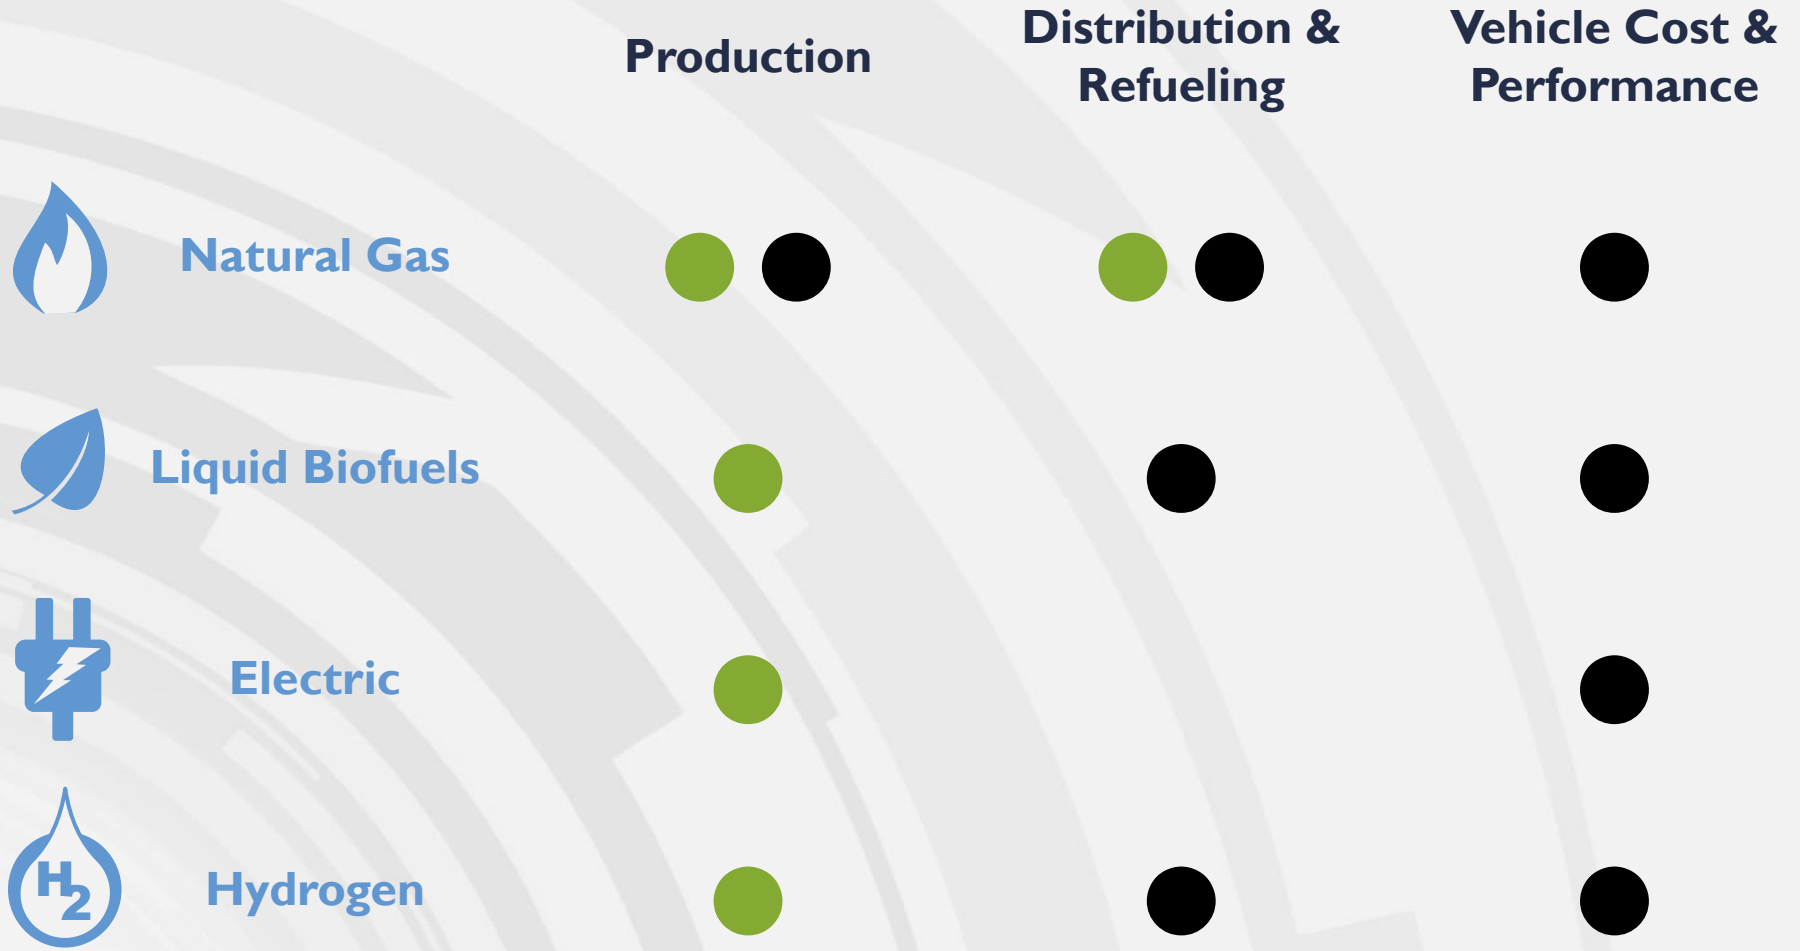 Production
Distribution &
Refueling
Vehicle Cost &
Performance
Natural Gas
Liquid Biofuels
Electric
H2
Hydrogen